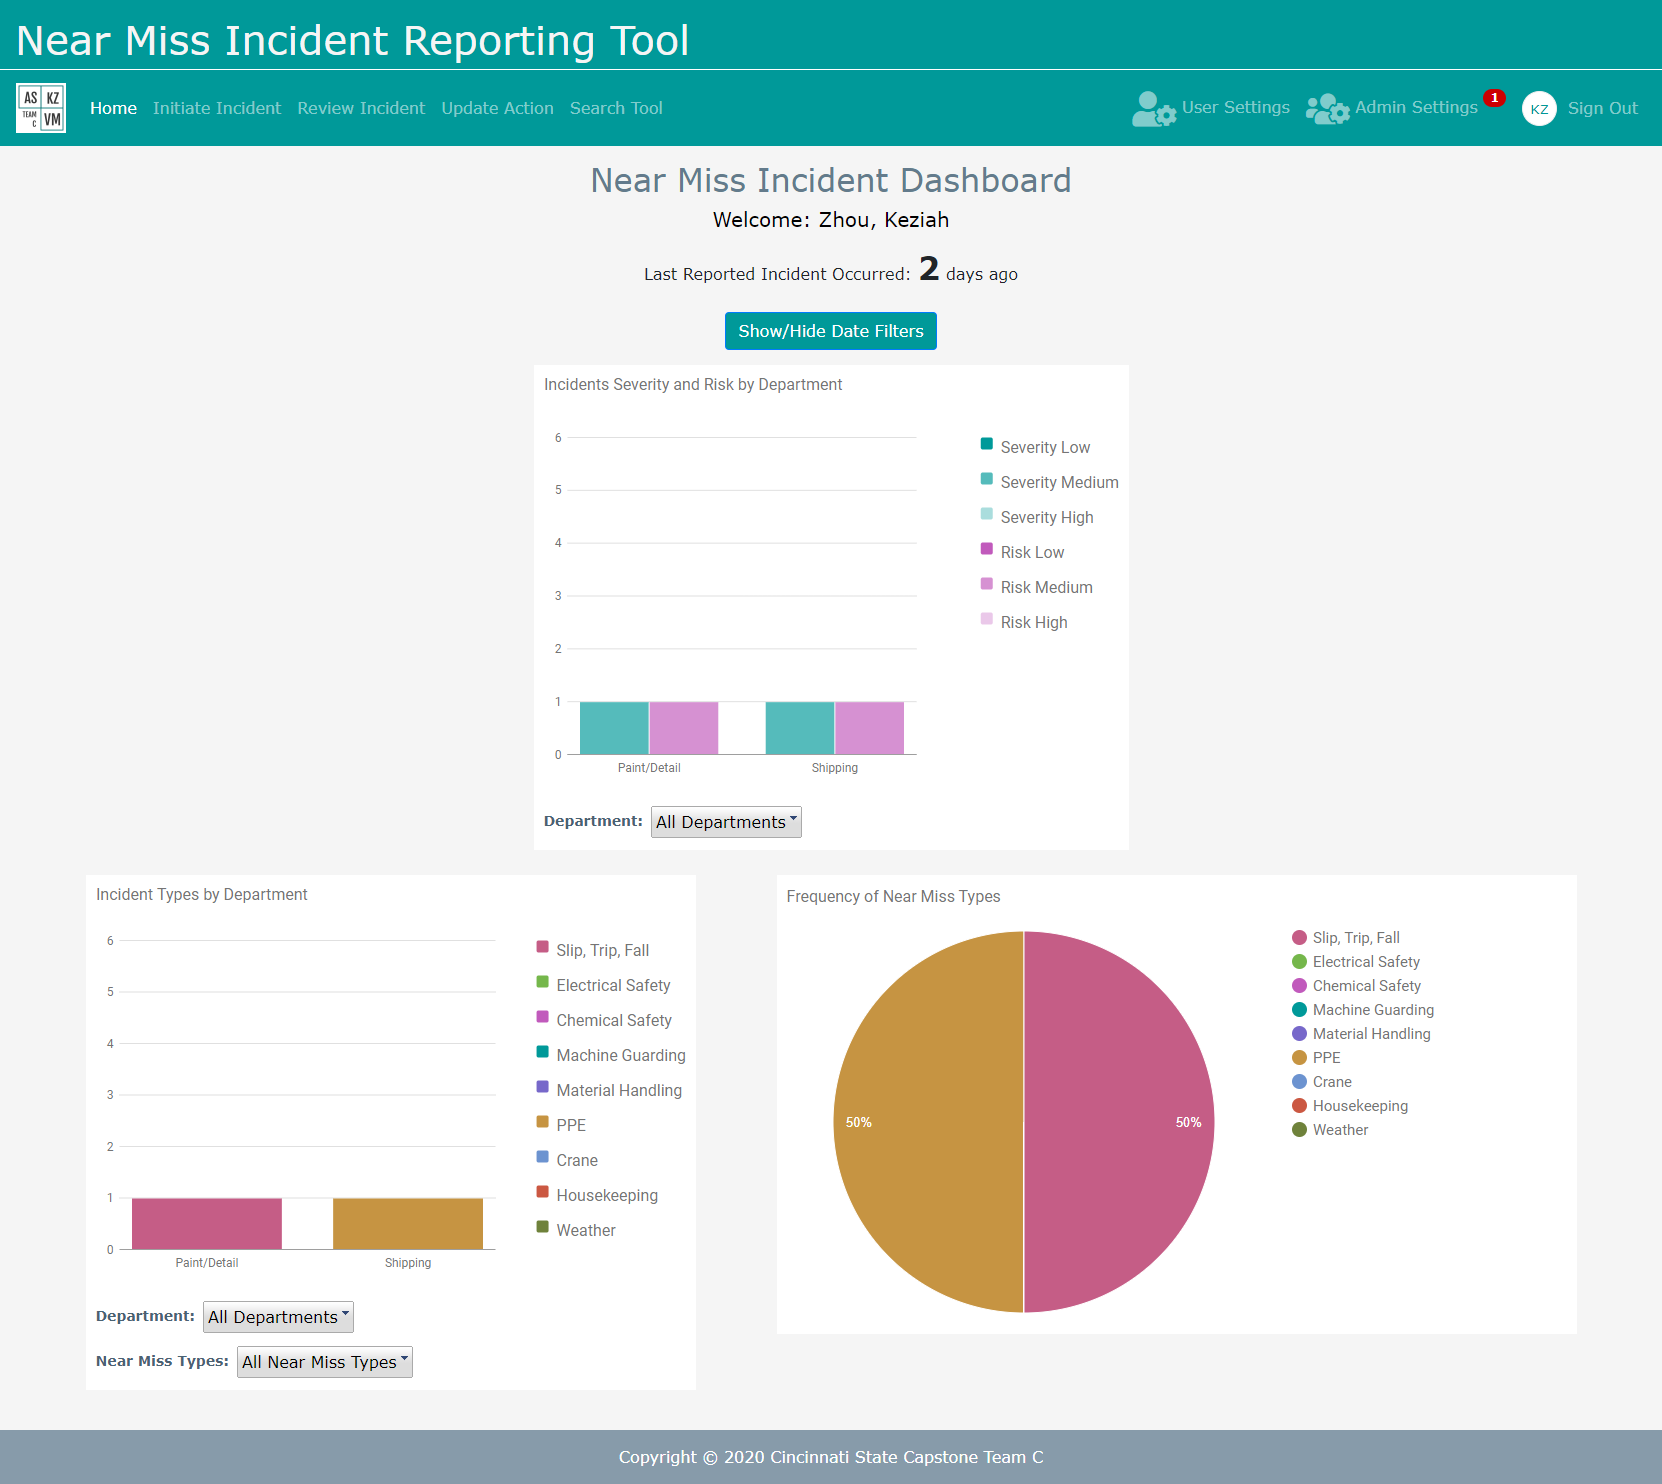 Near Miss Incident Reporting Tool
AS KZ
TEAM C VM
Home Initiate Incident Review Incident Update Action Search Tool User Settings Admin Settings 1 KZ Sign Out
Near Miss Incident Dashboard
Welcome: Zhou, Keziah
Last Reported Incident Occurred: 2 days ago
Show/Hide Date Filters
Incidents Severity and Risk by Department
6
5
4
3
2
1
0
Paint/Detail Shipping
Severity Low
Severity Medium
Severity High
Risk Low
Risk Medium
Risk High
Department: All Departments
Incident Types by Department
6
5
4
3
2
1
0
Paint/Detail Shipping
Slip, Trip, Fall
Electrical Safety
Chemical Safety
Machine Guarding
Material Handling
PPE
Crane
Housekeeping
Weather
Department: All Departments
Near Miss Types: All Near Miss Types
Frequency of Near Miss Types
50% 50%
Slip, Trip, Fall
Electrical Safety
Chemical Safety
Machine Guarding
Material Handling
PPE
Crane
Housekeeping
Weather
Copyright © 2020 Cincinnati State Capstone Team C